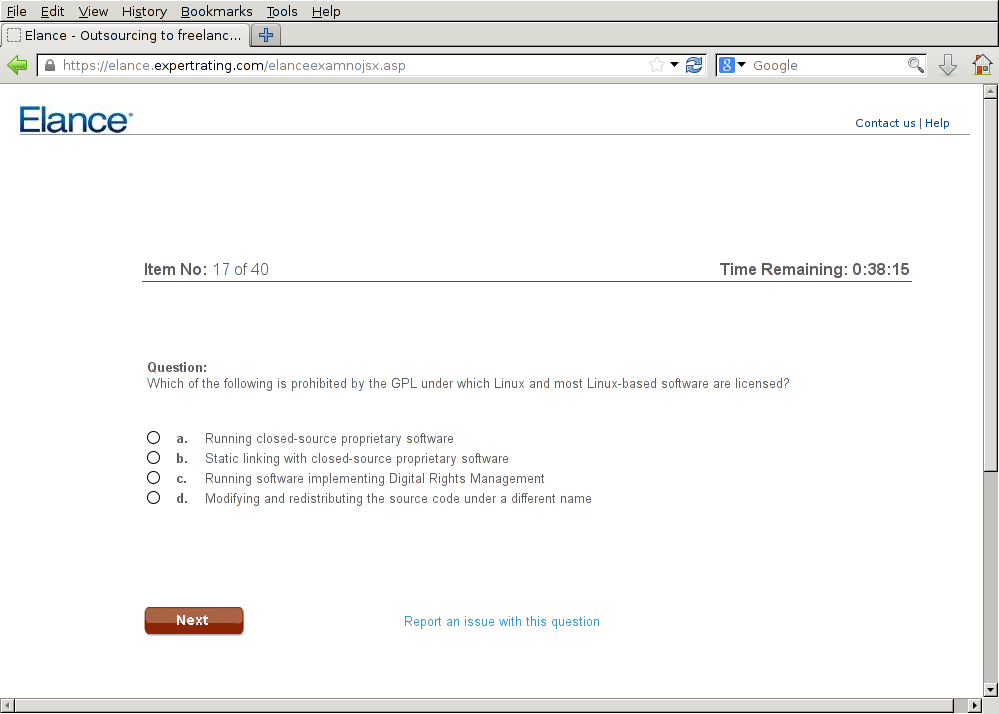 File Edit View History Bookmarks Tools Help
Elance - Outsourcing to freelanc...
https://elance.expertrating.com/elanceexamnojsx.asp
8 Google
Elance
Contact us | Help
Item No: 17 of 40
Time Remaining: 0:38:15
Question:
Which of the following is prohibited by the GPL under which Linux and most Linux-based software are licensed?
a. Running closed-source proprietary software
b. Static linking with closed-source proprietary software
c. Running software implementing Digital Rights Management
d. Modifying and redistributing the source code under a different name
Next
Report an issue with this question